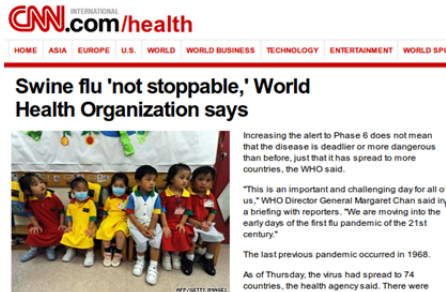 CNN INTERNATIONAL .com/health
HOME ASIA EUROPE U.S. WORLD WORLD BUSINESS TECHNOLOGY ENTERTAINMENT WORLD SPO
Swine flu 'not stoppable,' World
Health Organization says
Increasing the alert to Phase 6 does not mean
that the disease is deadlier or more dangerous
than before, just that it has spread to more
countries, the WHO said.
"This is an important and challenging day for all o
us," WHO Director General Margaret Chan said in
a briefing with reporters. "We are moving into the
early days of the first flu pandemic of the 21st
century."
The last previous pandemic occurred in 1968.
As of Thursday, the virus had spread to 74
countries, the health agency said. There were
AFP/GETTY IMAGES